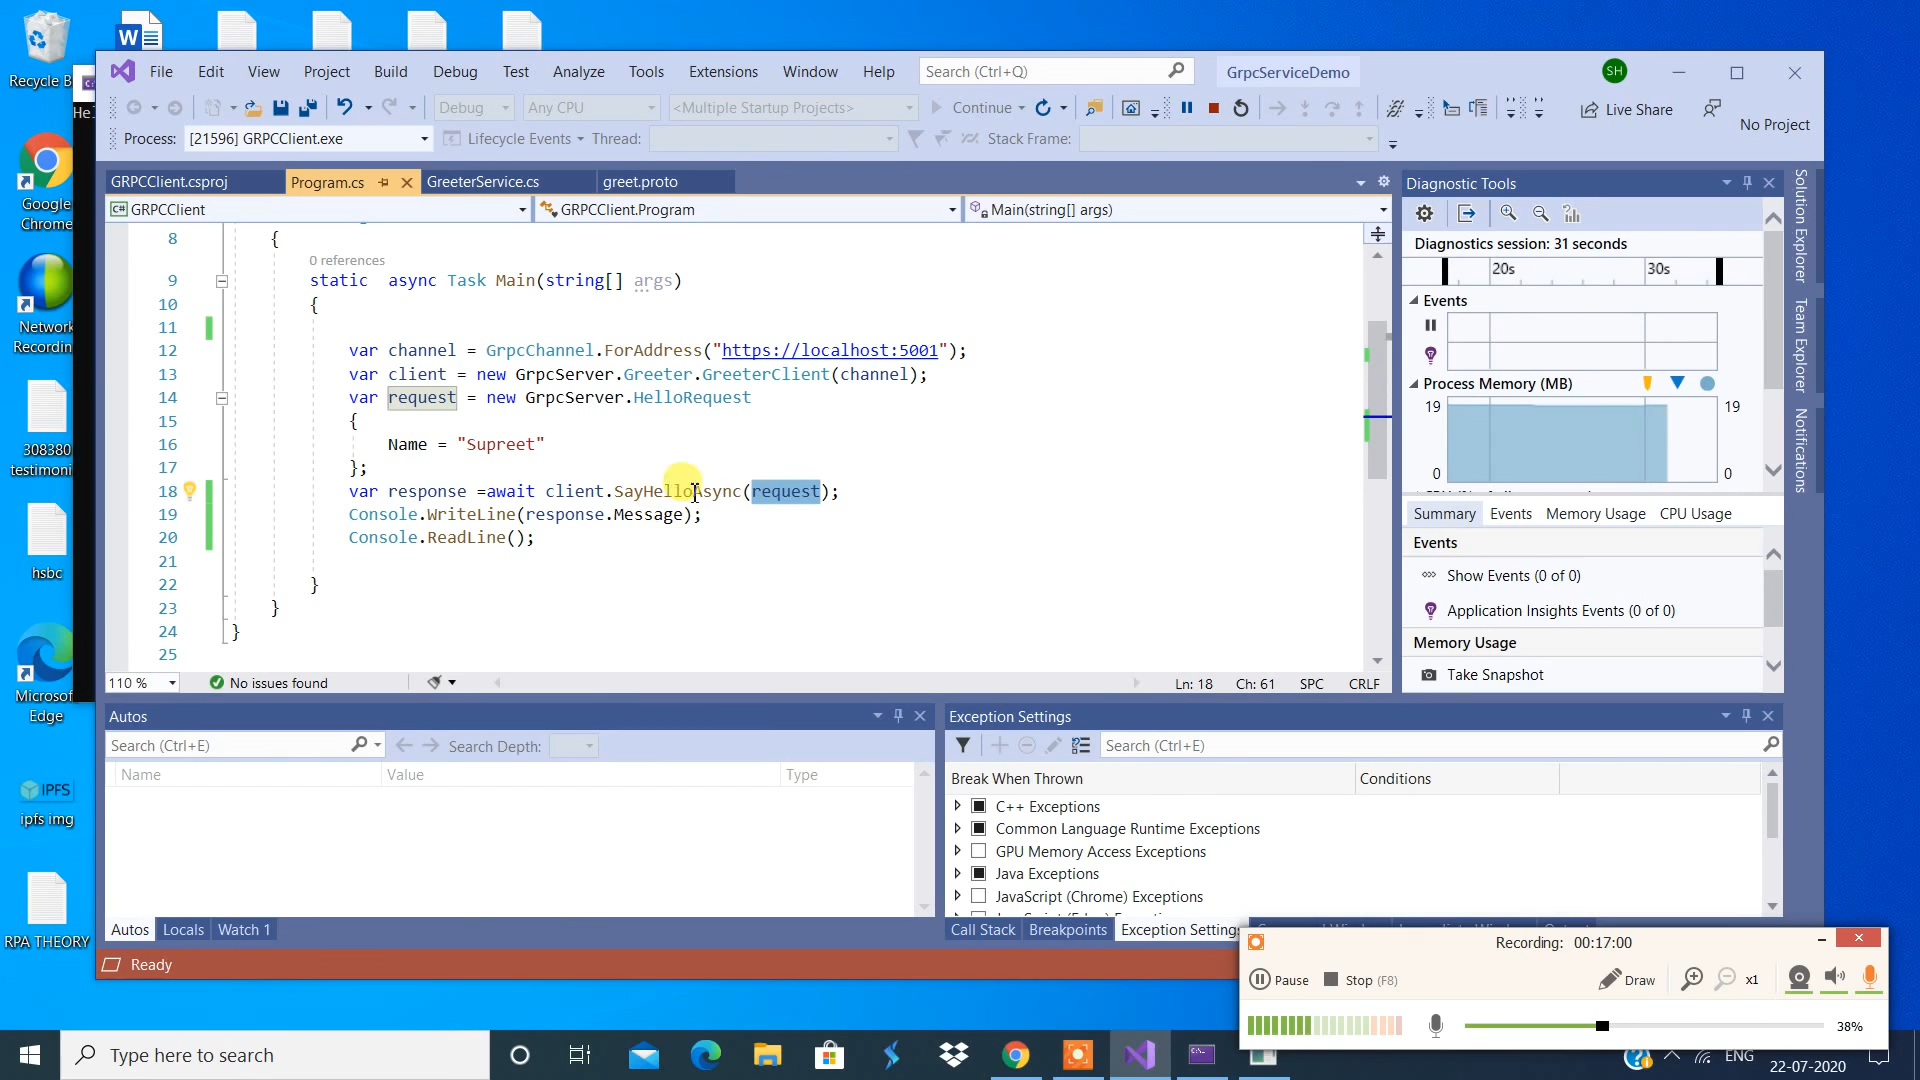 Recycle B
File Edit View Project Build Debug Test Analyze Tools Extensions Window Help Search (Ctrl+Q) GrpcServiceDemo SH
Debug Any CPU <Multiple Startup Projects> Continue Live Share
Process: [21596] GRPCClient.exe Lifecycle Events Thread: Stack Frame: No Project
GRPCClient.csproj Program.cs GreeterService.cs greet.proto
GRPCClient GRPCClient.Program Main(string[] args)
8 {
0 references
9 static async Task Main(string[] args)
10 {
11
12 var channel = GrpcChannel.ForAddress("https://localhost:5001");
13 var client = new GrpcServer.Greeter.GreeterClient(channel);
14 var request = new GrpcServer.HelloRequest
15 {
16 Name = "Supreet"
17 };
18 var response =await client.SayHelloAsync(request);
19 Console.WriteLine(response.Message);
20 Console.ReadLine();
21
22 }
23 }
24 }
25
110 % No issues found Ln: 18 Ch: 61 SPC CRLF
Diagnostic Tools
Diagnostics session: 31 seconds
20s 30s
Events
Process Memory (MB)
19 19
0 0
Summary Events Memory Usage CPU Usage
Events
Show Events (0 of 0)
Application Insights Events (0 of 0)
Memory Usage
Take Snapshot
Solution Explorer
Team Explorer
Notifications
Autos
Search (Ctrl+E) Search Depth:
Name Value Type
Autos Locals Watch 1
Exception Settings
Search (Ctrl+E)
Break When Thrown Conditions
C++ Exceptions
Common Language Runtime Exceptions
GPU Memory Access Exceptions
Java Exceptions
JavaScript (Chrome) Exceptions
Call Stack Breakpoints Exception Settings
Ready
Google
Chrome
Network
Recordin
308380
testimoni
hsbc
Microsof
Edge
IPFS
ipfs img
RPA THEORY
Recording: 00:17:00
Pause Stop (F8) Draw x1
38%
Type here to search
ENG
22-07-2020